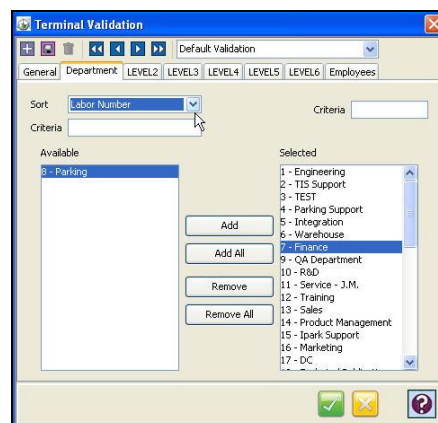 Terminal Validation
Default Validation
General Department LEVEL2 LEVEL3 LEVEL4 LEVEL5 LEVEL6 Employees
Sort Labor Number
Criteria
Criteria
Available
Selected
8 - Parking
1 - Engineering
2 - TIS Support
3 - TEST
4 - Parking Support
5 - Integration
6 - Warehouse
7 - Finance
9 - QA Department
10 - R&D
11 - Service - J.M.
12 - Training
13 - Sales
14 - Product Management
15 - Ipark Support
16 - Marketing
17 - DC
Add
Add All
Remove
Remove All